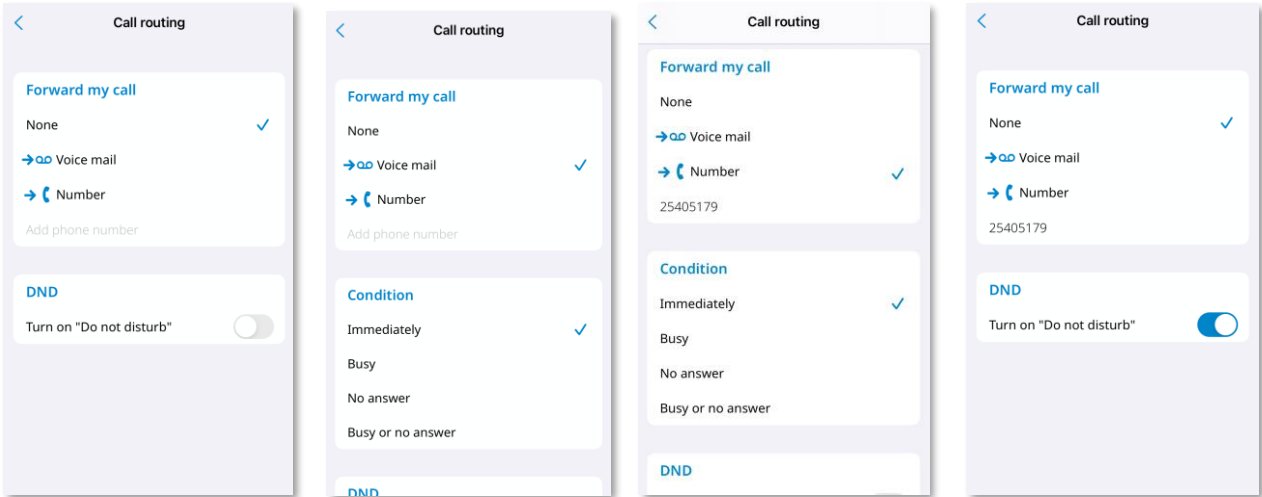 Call routing
Forward my call
None
Voice mail
Number
Add phone number
DND
Turn on "Do not disturb"
Call routing
Forward my call
None
Voice mail
Number
Add phone number
Condition
Immediately
Busy
No answer
Busy or no answer
DND
Call routing
Forward my call
None
Voice mail
Number
25405179
Condition
Immediately
Busy
No answer
Busy or no answer
DND
Call routing
Forward my call
None
Voice mail
Number
25405179
DND
Turn on "Do not disturb"